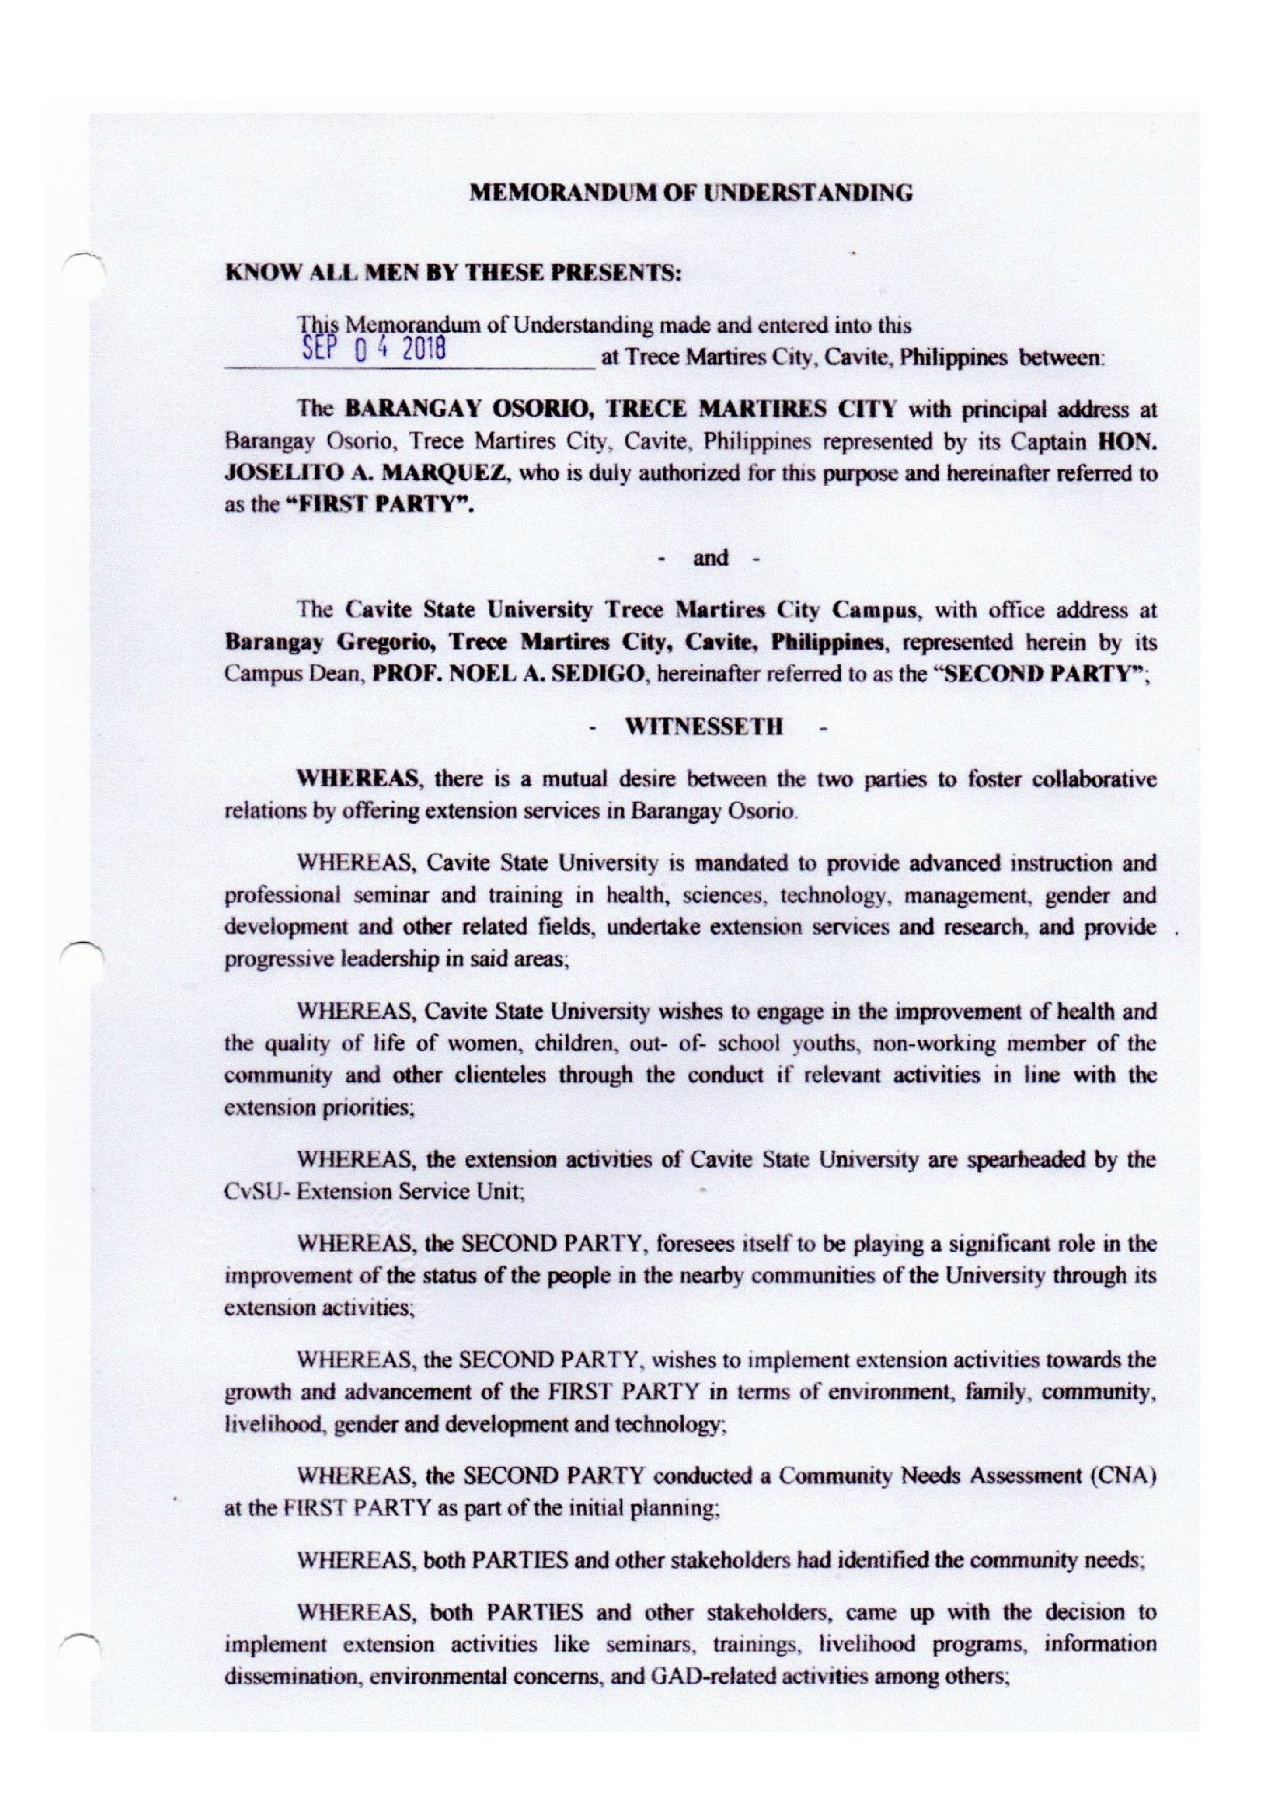 MEMORANDUM OF UNDERSTANDING
KNOW ALL MEN BY THESE PRESENTS:
This Memorandum of Understanding made and entered into this
SEP 04 2018 at Trece Martires City, Cavite, Philippines between:
The BARANGAY OSORIO, TRECE MARTIRES CITY with principal address at
Barangay Osorio, Trece Martires City, Cavite, Philippines represented by its Captain HON.
JOSELITO A. MARQUEZ, who is duly authorized for this purpose and hereinafter referred to
as the “FIRST PARTY”.
- and -
The Cavite State University Trece Martires City Campus, with office address at
Barangay Gregorio, Trece Martires City, Cavite, Philippines, represented herein by its
Campus Dean, PROF. NOEL A. SEDIGO, hereinafter referred to as the “SECOND PARTY”;
- WITNESSETH -
WHEREAS, there is a mutual desire between the two parties to foster collaborative
relations by offering extension services in Barangay Osorio.
WHEREAS, Cavite State University is mandated to provide advanced instruction and
professional seminar and training in health, sciences, technology, management, gender and
development and other related fields, undertake extension services and research, and provide
progressive leadership in said areas;
WHEREAS, Cavite State University wishes to engage in the improvement of health and
the quality of life of women, children, out- of- school youths, non-working member of the
community and other clienteles through the conduct if relevant activities in line with the
extension priorities;
WHEREAS, the extension activities of Cavite State University are spearheaded by the
CvSU- Extension Service Unit;
WHEREAS, the SECOND PARTY, foresees itself to be playing a significant role in the
improvement of the status of the people in the nearby communities of the University through its
extension activities;
WHEREAS, the SECOND PARTY, wishes to implement extension activities towards the
growth and advancement of the FIRST PARTY in terms of environment, family, community,
livelihood, gender and development and technology;
WHEREAS, the SECOND PARTY conducted a Community Needs Assessment (CNA)
at the FIRST PARTY as part of the initial planning;
WHEREAS, both PARTIES and other stakeholders had identified the community needs;
WHEREAS, both PARTIES and other stakeholders, came up with the decision to
implement extension activities like seminars, trainings, livelihood programs, information
dissemination, environmental concerns, and GAD-related activities among others;